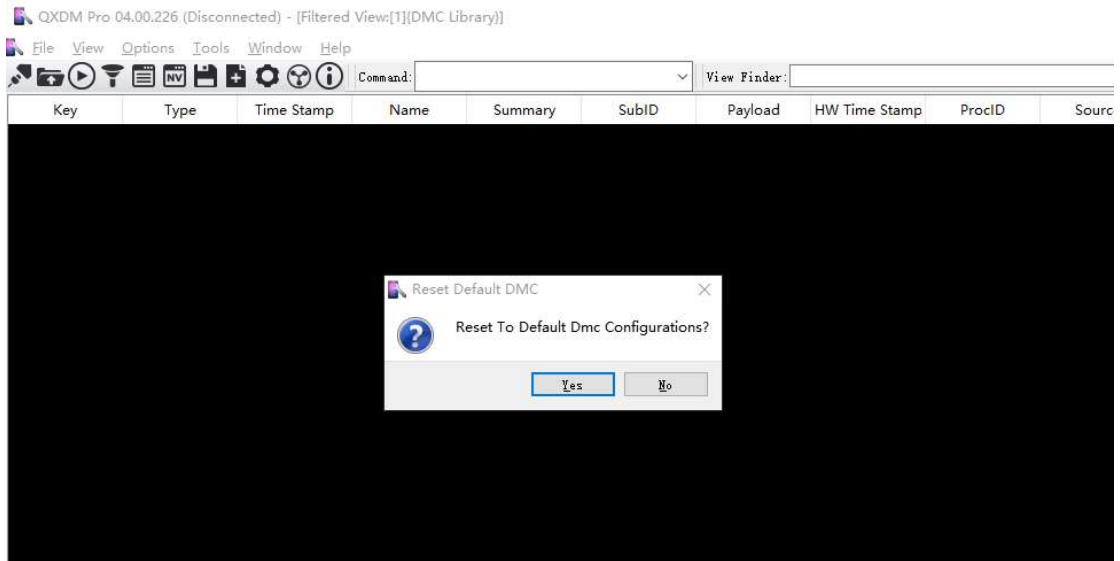 QXDM Pro 04.00.226 (Disconnected) - [Filtered View:[1]{DMC Library}]
File View Options Tools Window Help
NV Command: View Finder:
Key Type Time Stamp Name Summary SubID Payload HW Time Stamp ProcID Sourc
Reset Default DMC
Reset To Default Dmc Configurations?
Yes No